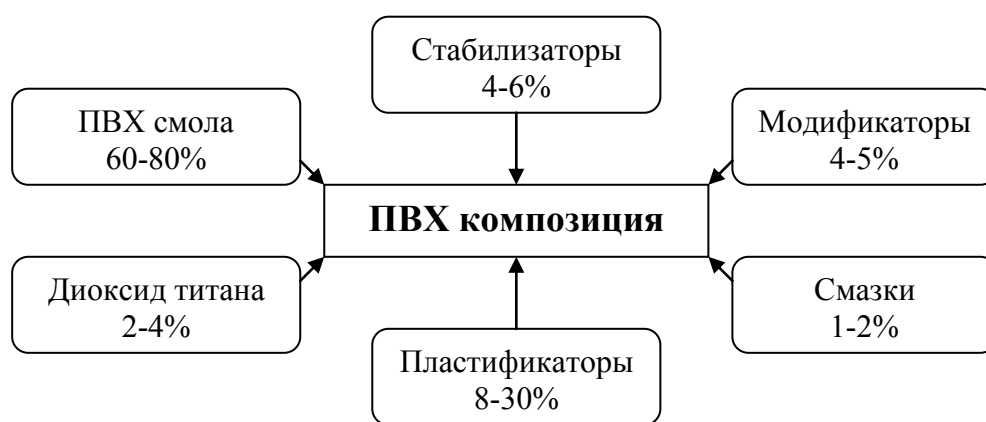 Стабилизаторы
4-6%
ПВХ смола
60-80%
Модификаторы
4-5%
ПВХ композиция
Диоксид титана
2-4%
Смазки
1-2%
Пластификаторы
8-30%